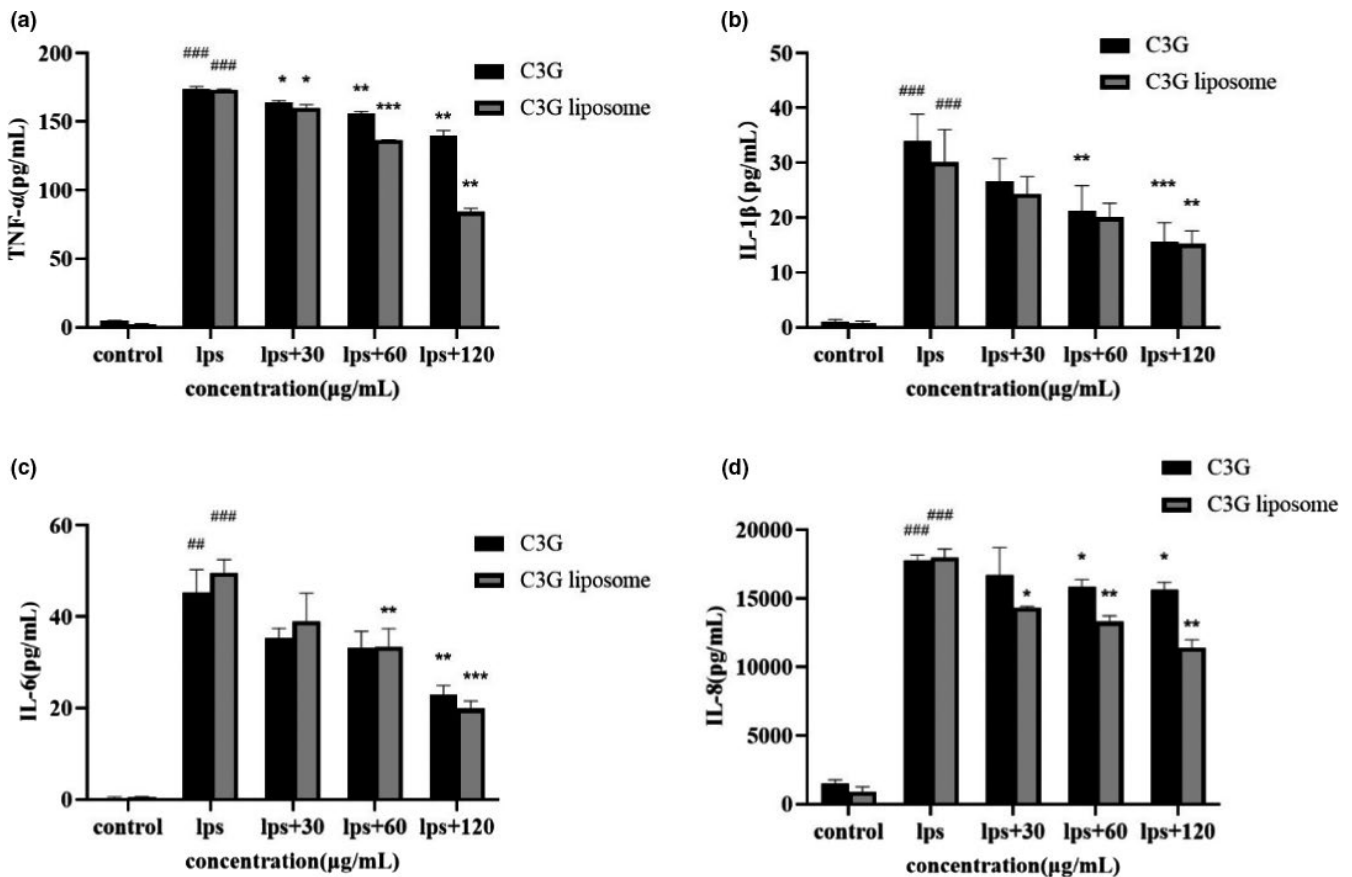 (a)
200
150
100
50
0
TNF-α(pg/mL)
### ###
* *
** ***
**
**
C3G
C3G liposome
control lps lps+30 lps+60 lps+120
concentration(μg/mL)
(b)
50
40
30
20
10
0
IL-1β(pg/mL)
### ###
**
*** **
C3G
C3G liposome
control lps lps+30 lps+60 lps+120
concentration(μg/mL)
(c)
60
40
20
0
IL-6(pg/mL)
## ###
**
** ***
C3G
C3G liposome
control lps lps+30 lps+60 lps+120
concentration(μg/mL)
(d)
20000
15000
10000
5000
0
IL-8(pg/mL)
### ###
*
* **
* **
C3G
C3G liposome
control lps lps+30 lps+60 lps+120
concentration(μg/mL)